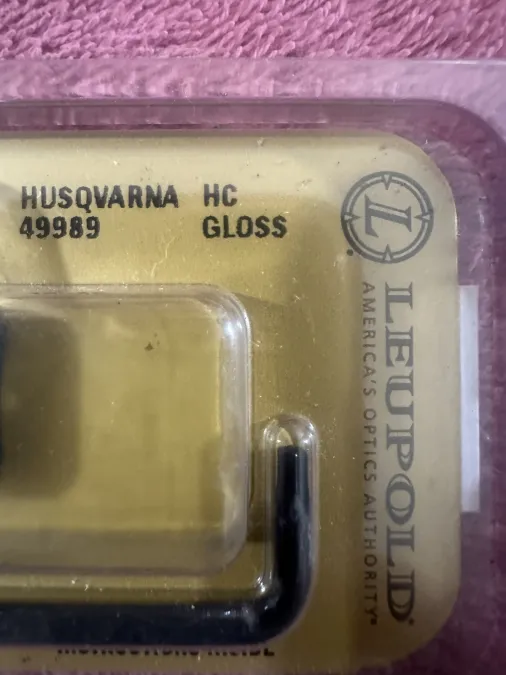 HUSQVARNA HC
49989 GLOSS
L
LEUPOLD®
AMERICA'S OPTICS AUTHORITY®